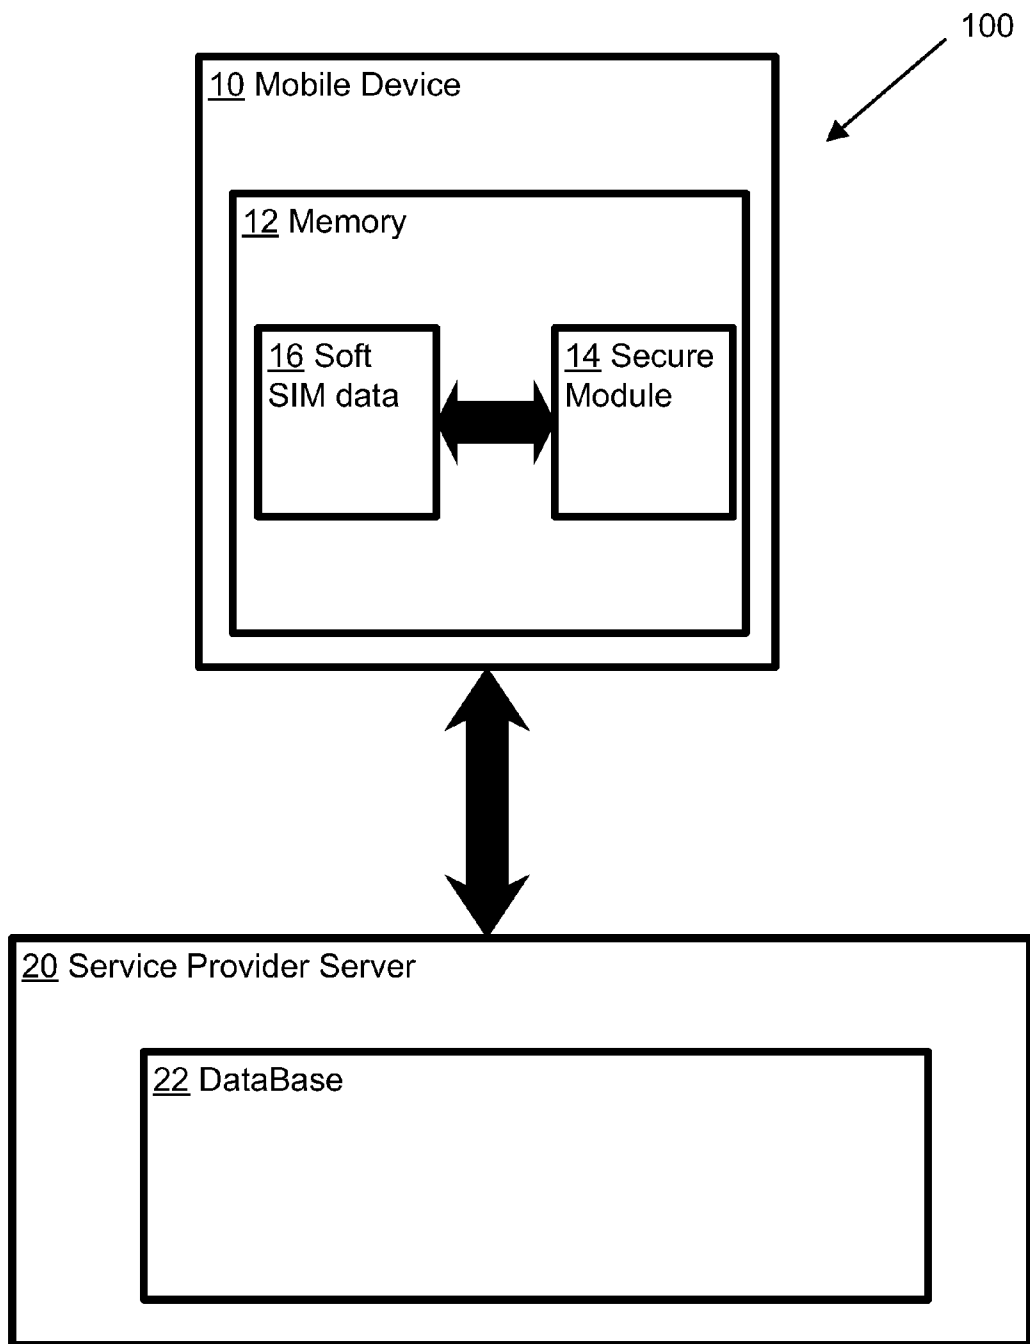 100
10 Mobile Device
12 Memory
16 Soft
SIM data
14 Secure
Module
20 Service Provider Server
22 DataBase